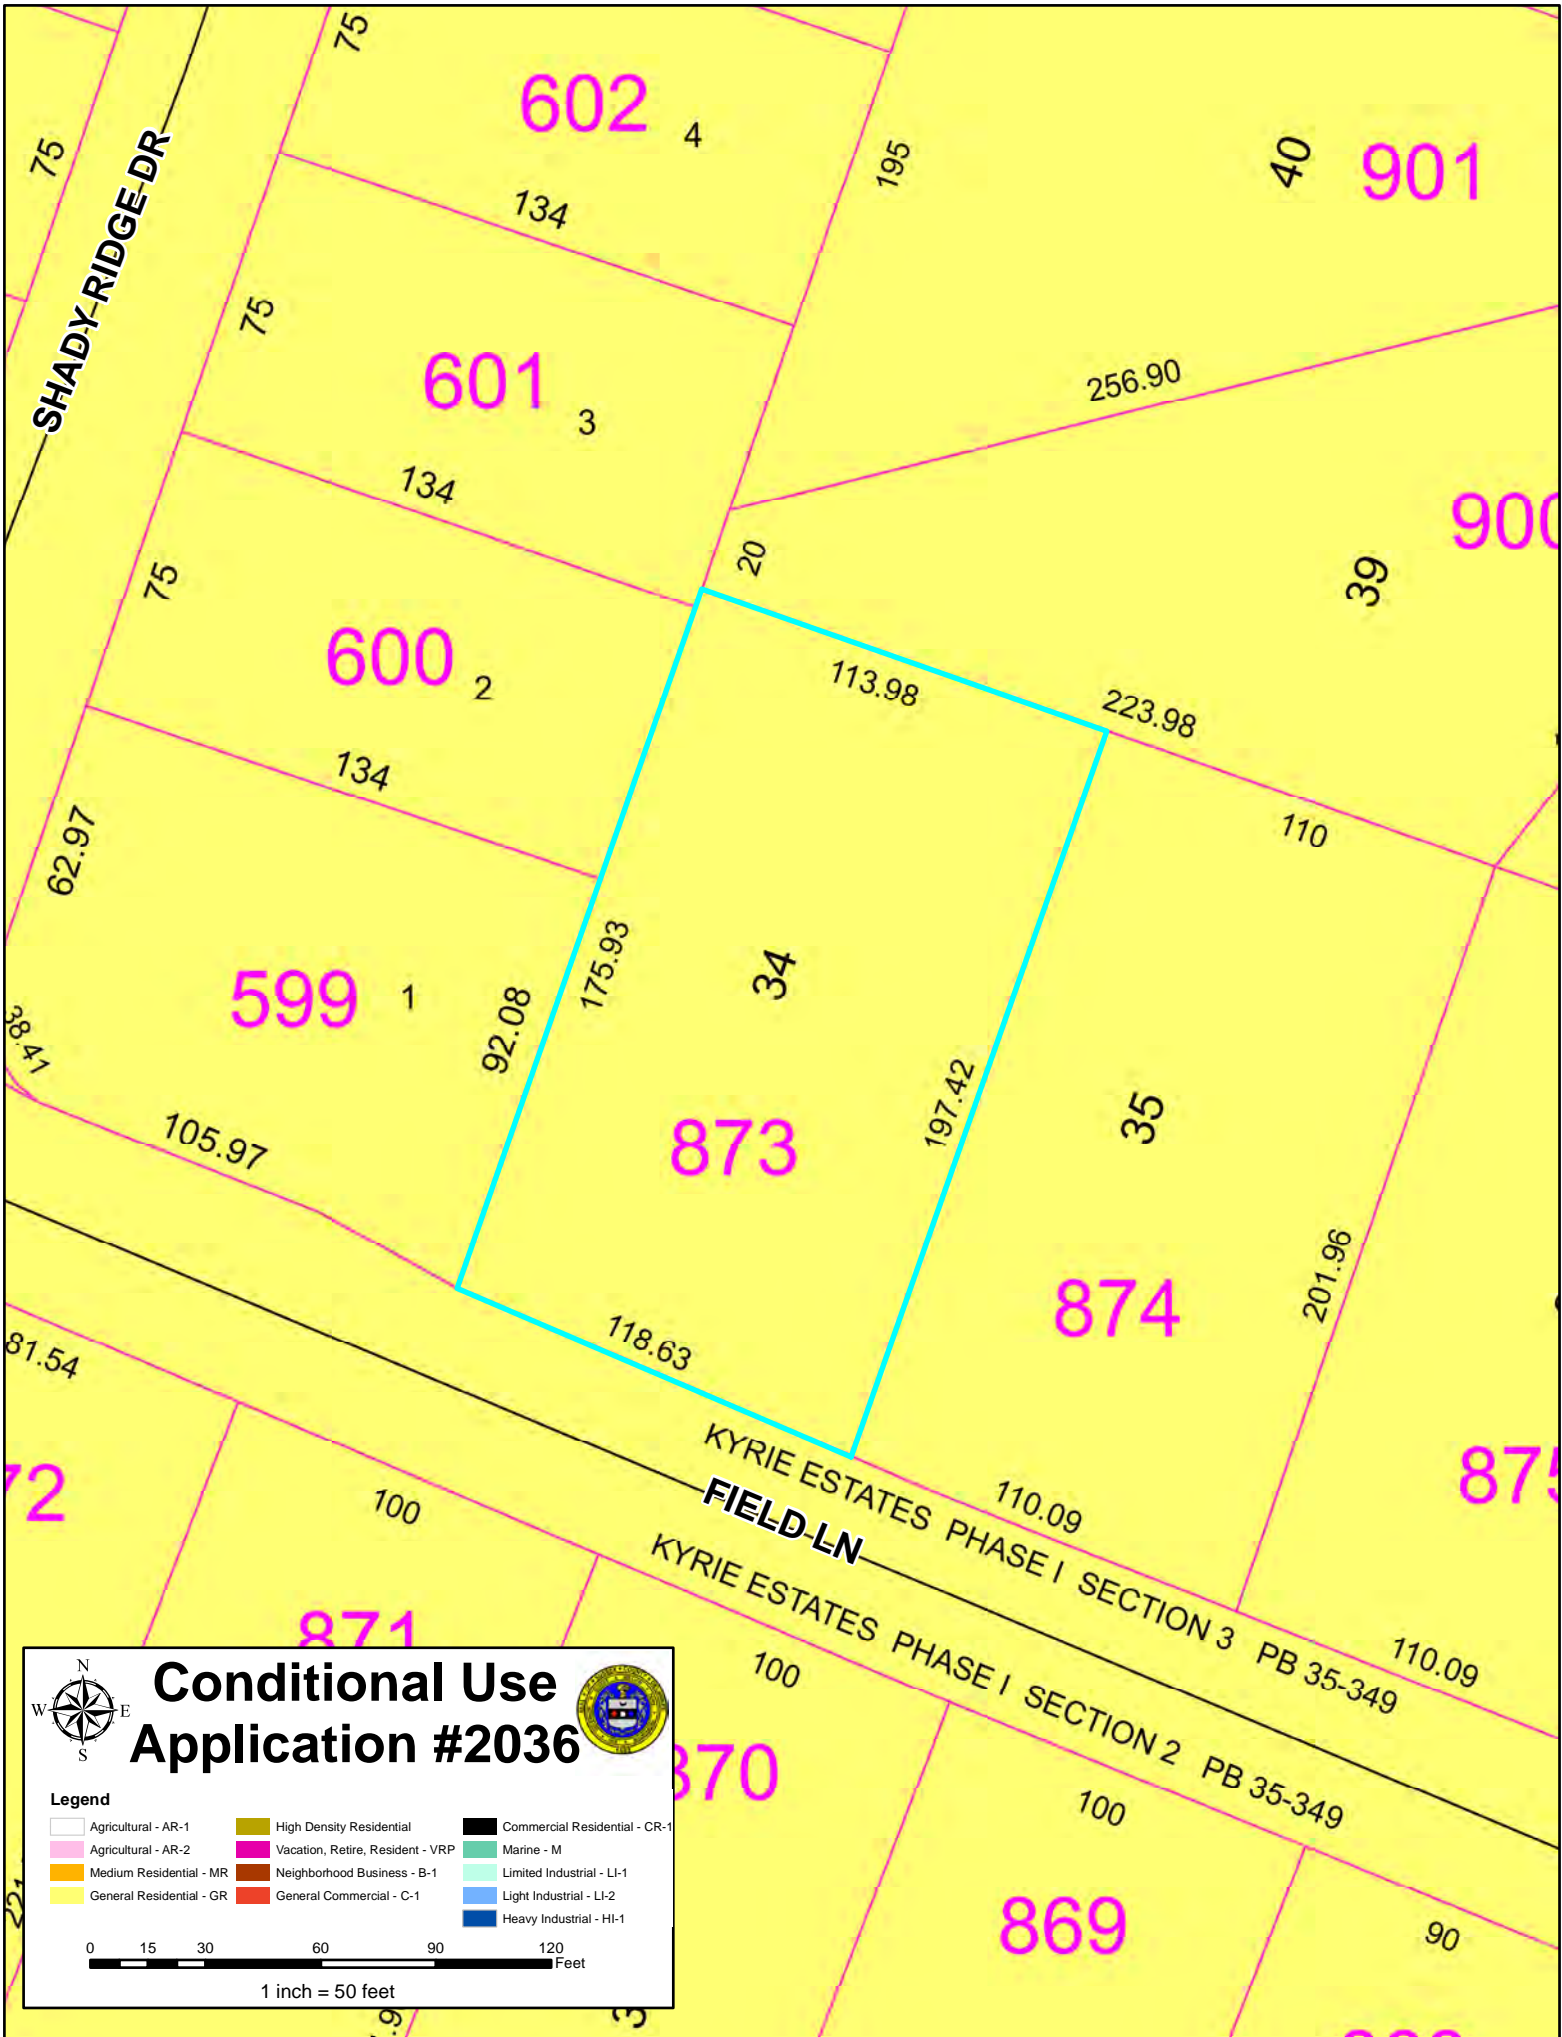 75
75
602 4
195
40
901
SHADY RIDGE DR
134
75
601 3
256.90
134
900
20
39
75
600 2
113.98
223.98
134
110
62.97
175.93
34
599 1
92.08
38.41
197.42
35
105.97
873
201.96
874
118.63
81.54
KYRIE ESTATES PHASE I SECTION 3 PB 35-349
110.09
875
72
100
FIELD LN
KYRIE ESTATES PHASE I SECTION 2 PB 35-349
110.09
871
100
870
100
869
90
N
W E
S
Conditional Use
Application #2036
Legend
Agricultural - AR-1
Agricultural - AR-2
Medium Residential - MR
General Residential - GR
High Density Residential
Vacation, Retire, Resident - VRP
Neighborhood Business - B-1
General Commercial - C-1
Commercial Residential - CR-1
Marine - M
Limited Industrial - LI-1
Light Industrial - LI-2
Heavy Industrial - HI-1
0 15 30 60 90 120
Feet
1 inch = 50 feet